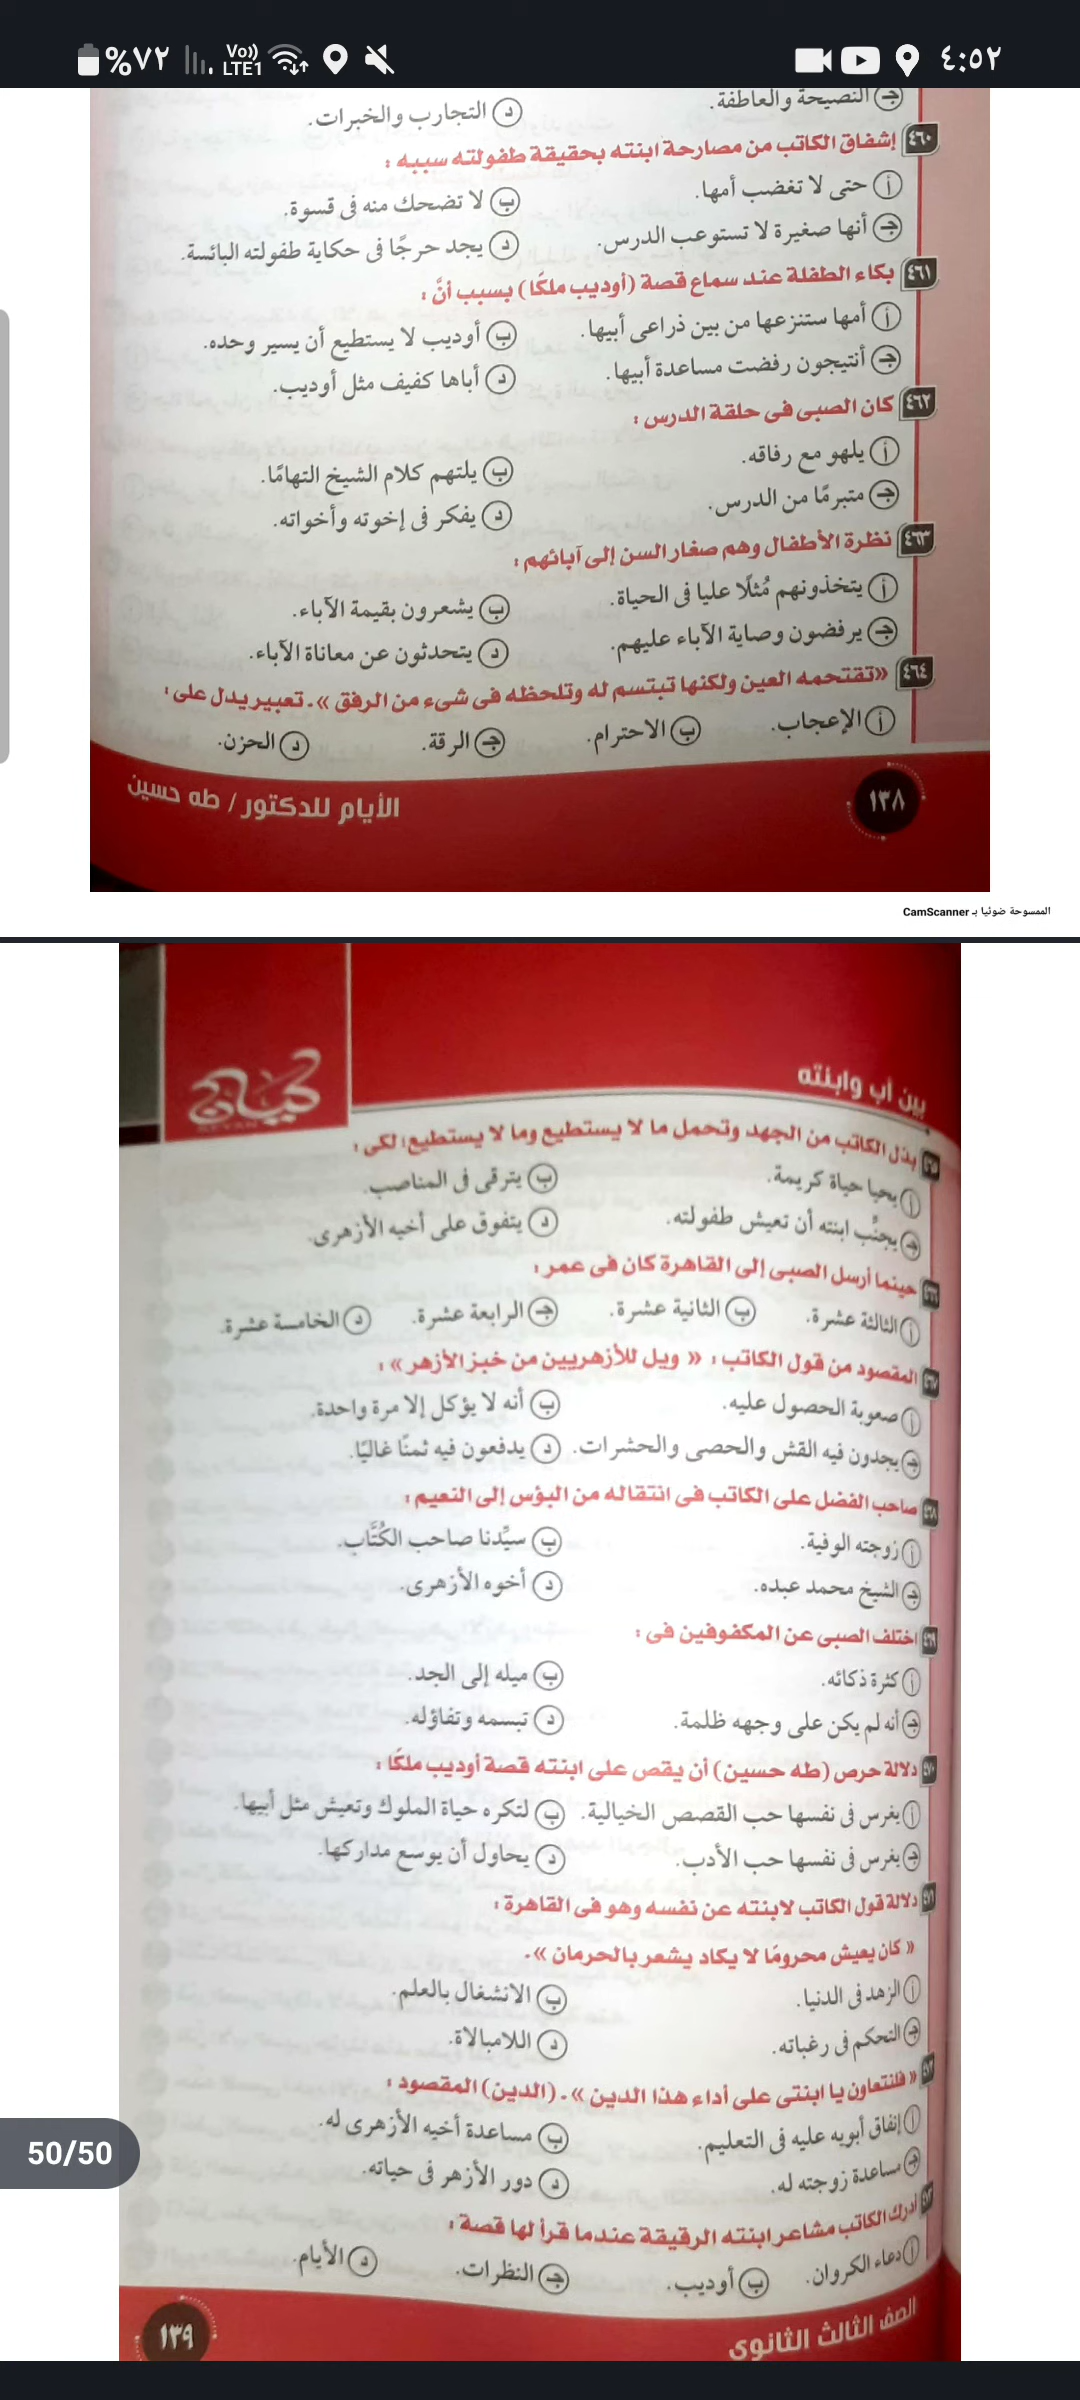 ٤:٥٢
%٧٢
Vo))
LTE1
ج النصيحة والعاطفة.
د التجارب والخبرات.
٤٦٠ إشفاق الكاتب من مصارحة ابنته بحقيقة طفولته سببه :
أ حتى لا تغضب أمها.
ب لا تضحك منه فى قسوة.
ج أنها صغيرة لا تستوعب الدرس.
د يجد حرجًا فى حكاية طفولته البائسة.
٤٦١ بكاء الطفلة عند سماع قصة (أوديب ملكًا) بسبب أنَّ :
أ أمها ستنزعها من بين ذراعى أبيها.
ب أوديب لا يستطيع أن يسير وحده.
ج أنتيجون رفضت مساعدة أبيها.
د أباها كفيف مثل أوديب.
٤٦٢ كان الصبى فى حلقة الدرس :
أ يلهو مع رفاقه.
ب يلتهم كلام الشيخ التهامًا.
ج متبرمًا من الدرس.
د يفكر فى إخوته وأخواته.
٤٦٣ نظرة الأطفال وهم صغار السن إلى آبائهم :
أ يتخذونهم مُثلًا عليا فى الحياة.
ب يشعرون بقيمة الآباء.
ج يرفضون وصاية الآباء عليهم.
د يتحدثون عن معاناة الآباء.
٤٦٤ «تقتحمه العين ولكنها تبتسم له وتلحظه فى شىء من الرفق ». تعبير يدل على :
أ الإعجاب.
ب الاحترام.
ج الرقة.
د الحزن.
١٣٨
الأيام للدكتور / طه حسين
الممسوحة ضوئيا بـ CamScanner
بين أب وابنته
كيان
KEYAN
٤٦٥ بذل الكاتب من الجهد وتحمل ما لا يستطيع وما لا يستطيع؛ لكى :
أ يحيا حياة كريمة.
ب يترقى فى المناصب.
ج يجنِّب ابنته أن تعيش طفولته.
د يتفوق على أخيه الأزهرى.
٤٦٦ حينما أرسل الصبى إلى القاهرة كان فى عمر :
أ الثالثة عشرة.
ب الثانية عشرة.
ج الرابعة عشرة.
د الخامسة عشرة.
٤٦٧ المقصود من قول الكاتب : « ويل للأزهريين من خبز الأزهر » :
أ صعوبة الحصول عليه.
ب أنه لا يؤكل إلا مرة واحدة.
ج يجدون فيه القش والحصى والحشرات.
د يدفعون فيه ثمنًا غاليًا.
٤٦٨ صاحب الفضل على الكاتب فى انتقاله من البؤس إلى النعيم :
أ زوجته الوفية.
ب سيِّدنا صاحب الكُتَّاب.
ج الشيخ محمد عبده.
د أخوه الأزهرى.
٤٦٩ اختلف الصبى عن المكفوفين فى :
أ كثرة ذكائه.
ب ميله إلى الجد.
ج أنه لم يكن على وجهه ظلمة.
د تبسمه وتفاؤله.
٤٧٠ دلالة حرص (طه حسين) أن يقص على ابنته قصة أوديب ملكًا :
أ يغرس فى نفسها حب القصص الخيالية.
ب لتكره حياة الملوك وتعيش مثل أبيها.
ج يغرس فى نفسها حب الأدب.
د يحاول أن يوسع مداركها.
٤٧١ دلالة قول الكاتب لابنته عن نفسه وهو فى القاهرة :
« كان يعيش محرومًا لا يكاد يشعر بالحرمان ».
أ الزهد فى الدنيا.
ب الانشغال بالعلم.
ج التحكم فى رغباته.
د اللامبالاة.
٤٧٢ « فلنتعاون يا ابنتى على أداء هذا الدين ». (الدين) المقصود :
أ إنفاق أبويه عليه فى التعليم.
ب مساعدة أخيه الأزهرى له.
ج مساعدة زوجته له.
د دور الأزهر فى حياته.
٤٧٣ أدرك الكاتب مشاعر ابنته الرقيقة عندما قرأ لها قصة :
أ دعاء الكروان.
ب أوديب.
ج النظرات.
د الأيام.
50/50
الصف الثالث الثانوى
١٣٩